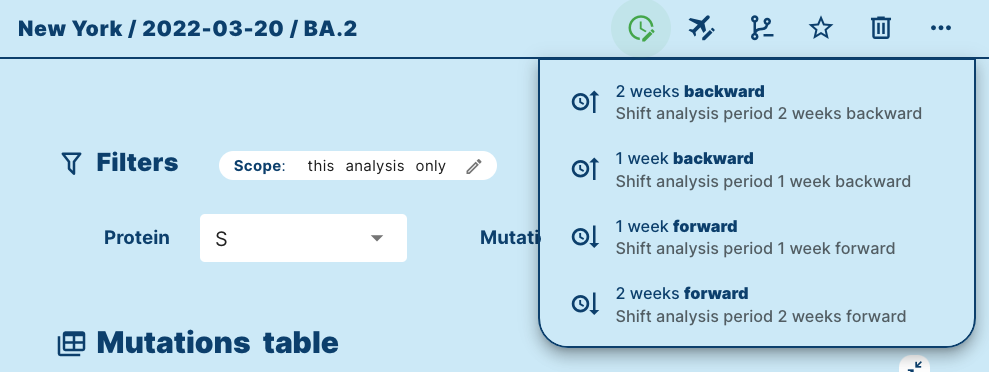 New York / 2022-03-20 / BA.2
2 weeks backward
Shift analysis period 2 weeks backward
1 week backward
Shift analysis period 1 week backward
1 week forward
Shift analysis period 1 week forward
2 weeks forward
Shift analysis period 2 weeks forward
Filters
Scope: this analysis only
Protein
S
Mutati
Mutations table